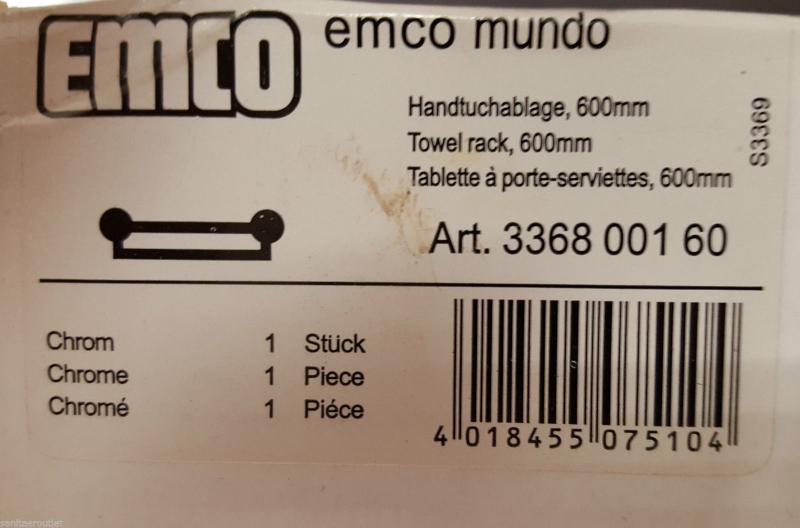 EMCO
emco mundo
Handtuchablage, 600mm
Towel rack, 600mm
Tablette à porte-serviettes, 600mm
S3369
Art. 3368 001 60
Chrom 1 Stück
Chrome 1 Piece
Chromé 1 Piéce
4 018455 075104
sanitaeroutlet